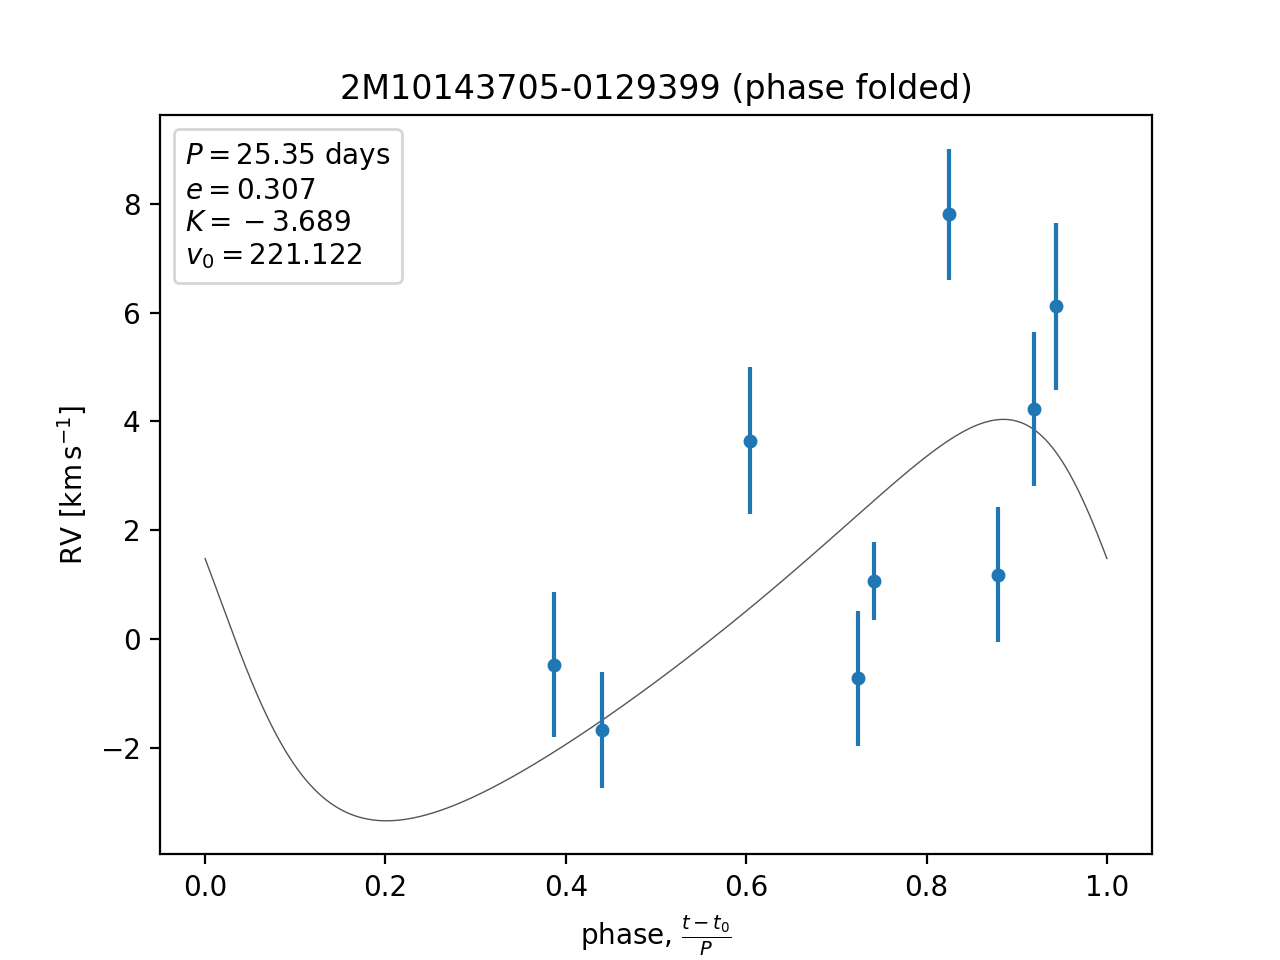 2M10143705-0129399 (phase folded)
P = 25.35 days
e = 0.307
K = −3.689
v₀ = 221.122
RV [km s⁻¹]
8
6
4
2
0
−2
0.0 0.2 0.4 0.6 0.8 1.0
phase, (t − t₀)/P